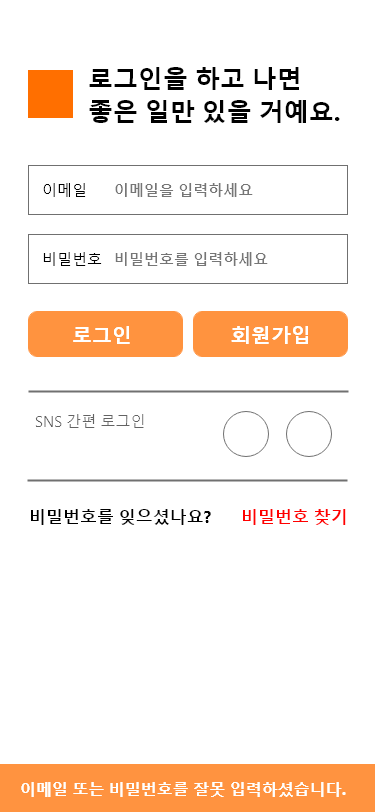 로그인을 하고 나면
좋은 일만 있을 거예요.
이메일 이메일을 입력하세요
비밀번호 비밀번호를 입력하세요
로그인 회원가입
SNS 간편 로그인
비밀번호를 잊으셨나요? 비밀번호 찾기
이메일 또는 비밀번호를 잘못 입력하셨습니다.